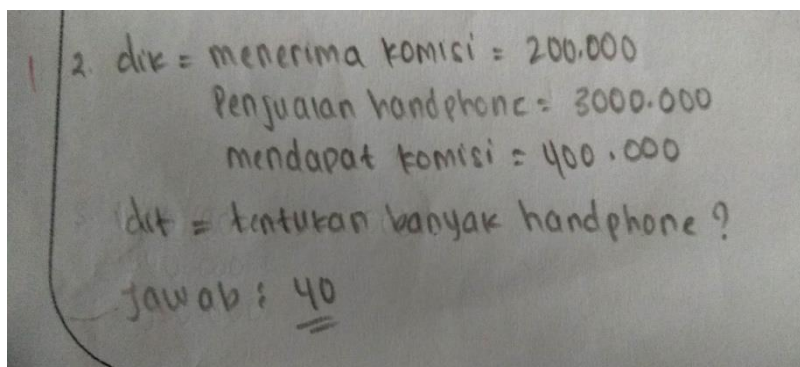 1 2. dik = menerima komisi = 200.000
Penjualan handphone = 3000.000
mendapat komisi = 400.000
dit = tentukan banyak handphone?
Jawab : 40